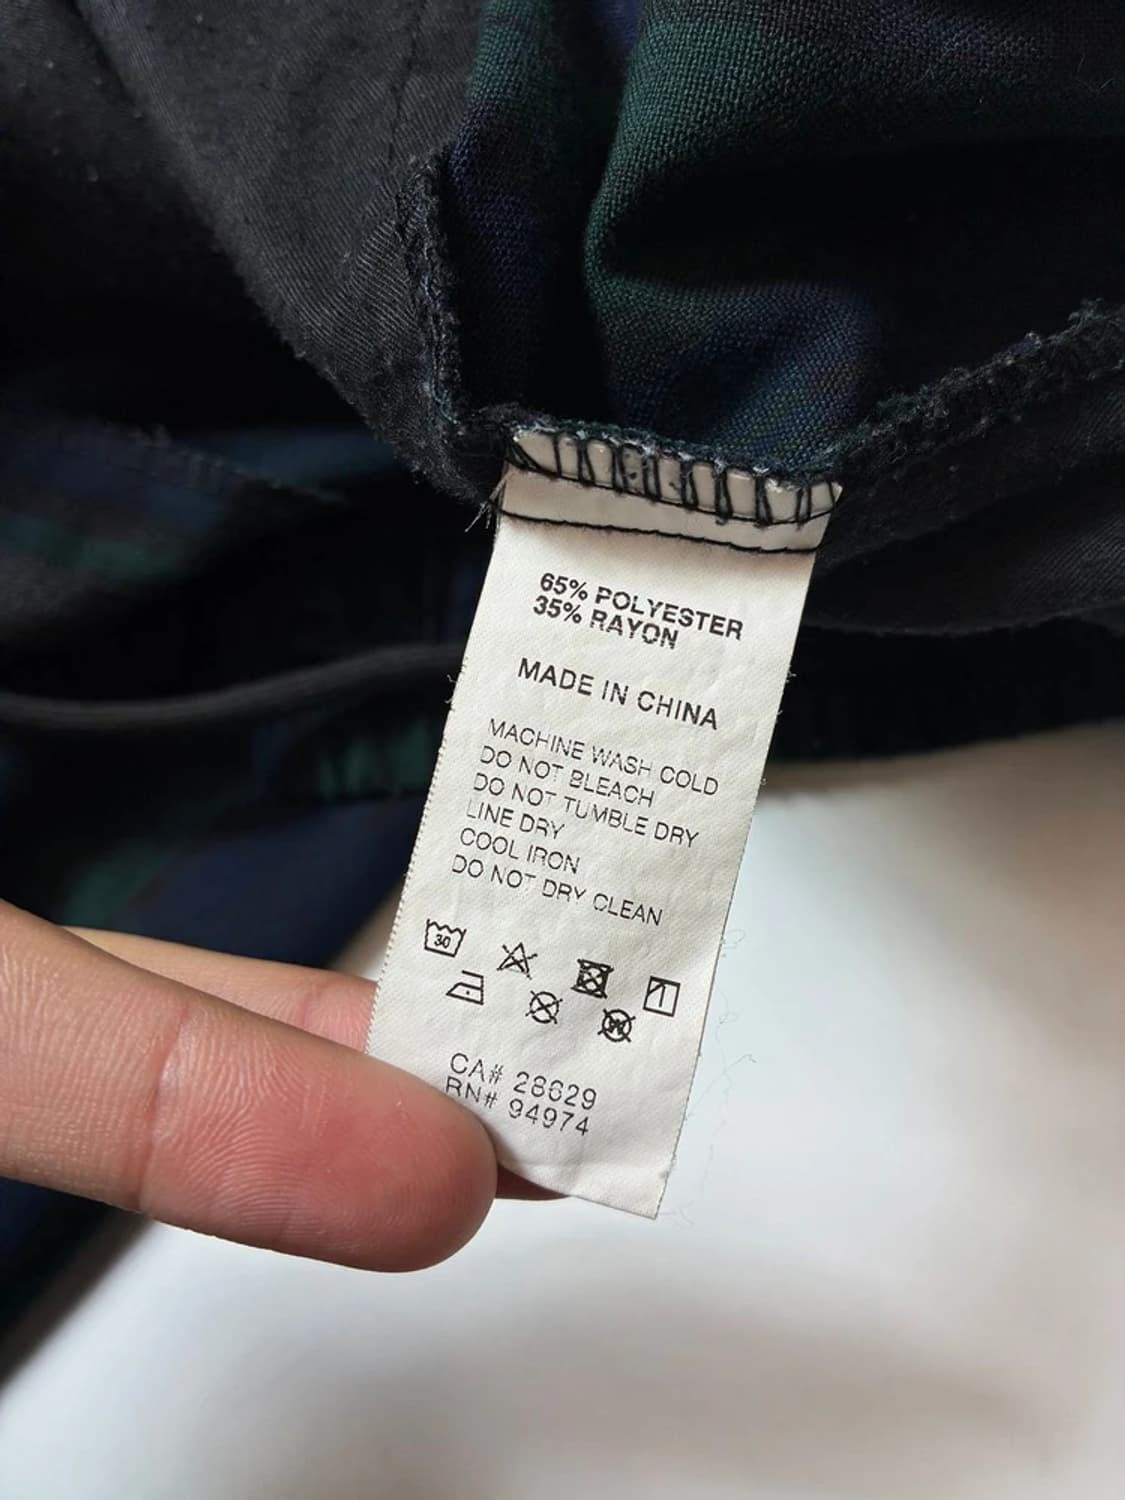 65% POLYESTER
35% RAYON
MADE IN CHINA
MACHINE WASH COLD
DO NOT BLEACH
DO NOT TUMBLE DRY
LINE DRY
COOL IRON
DO NOT DRY CLEAN
30
W
CA# 28629
RN# 94974